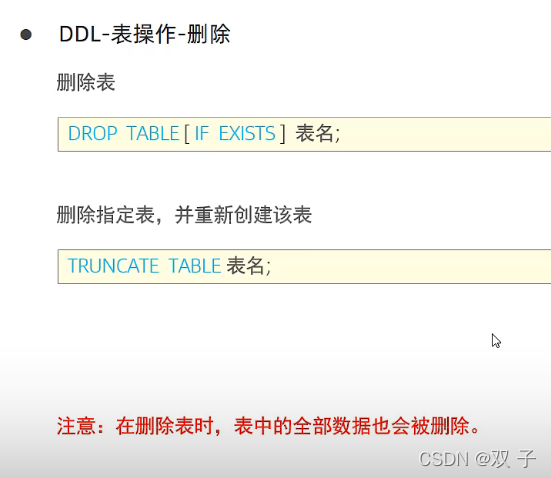 ● DDL-表操作-删除
删除表
DROP TABLE[ IF EXISTS ] 表名;
删除指定表，并重新创建该表
TRUNCATE TABLE 表名;
注意：在删除表时，表中的全部数据也会被删除。
CSDN @双 子